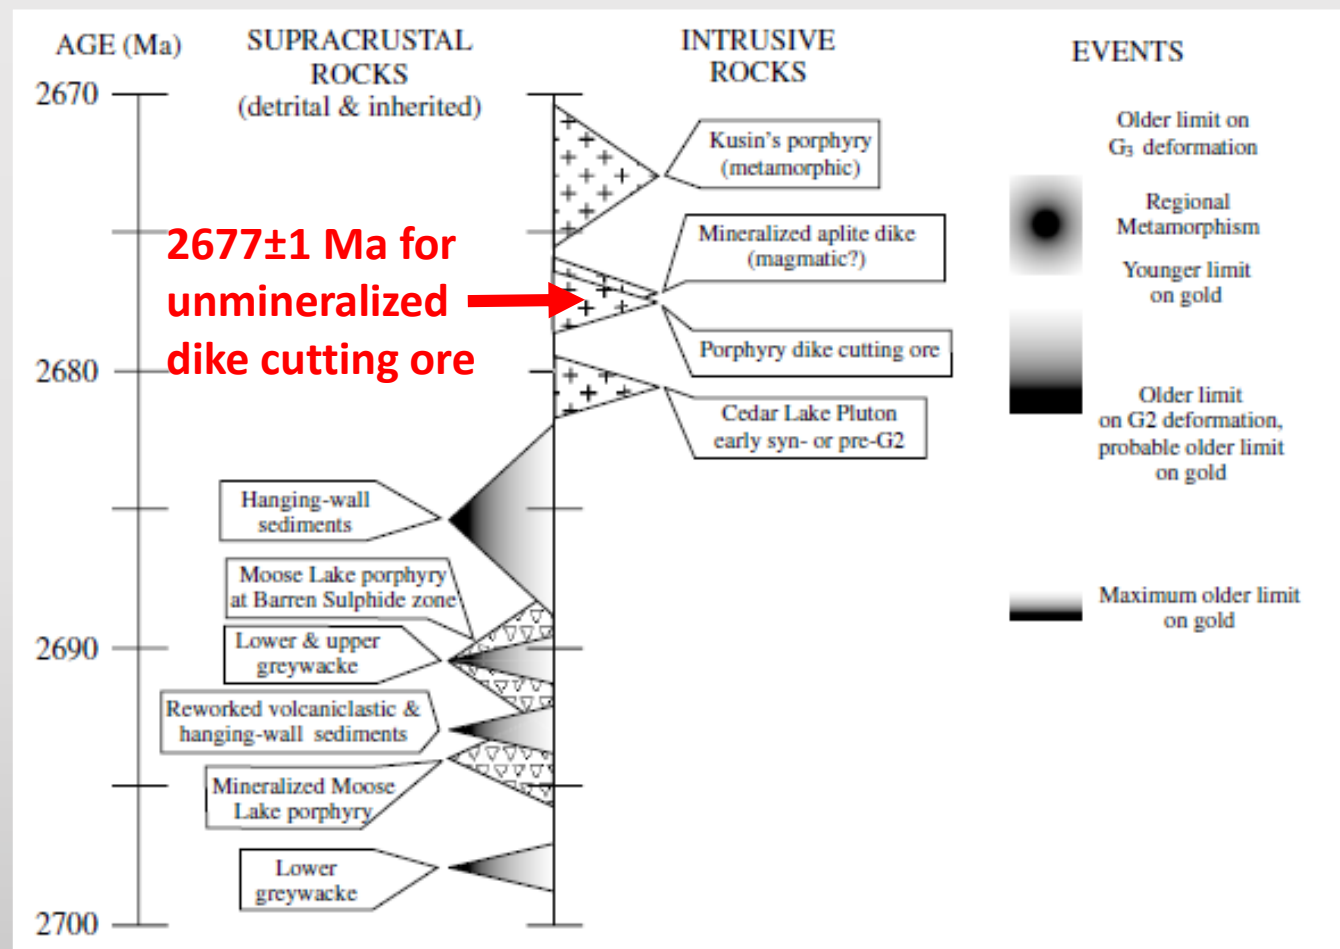 AGE (Ma)
SUPRACRUSTAL
ROCKS
(detrital & inherited)
INTRUSIVE
ROCKS
EVENTS
2670
2680
2690
2700
2677±1 Ma for
unmineralized
dike cutting ore
Hanging-wall
sediments
Moose Lake porphyry
at Barren Sulphide zone
Lower & upper
greywacke
Reworked volcaniclastic &
hanging-wall sediments
Mineralized Moose
Lake porphyry
Lower
greywacke
Kusin's porphyry
(metamorphic)
Mineralized aplite dike
(magmatic?)
Porphyry dike cutting ore
Cedar Lake Pluton
early syn- or pre-G2
Older limit on
G₃ deformation
Regional
Metamorphism
Younger limit
on gold
Older limit
on G2 deformation,
probable older limit
on gold
Maximum older limit
on gold